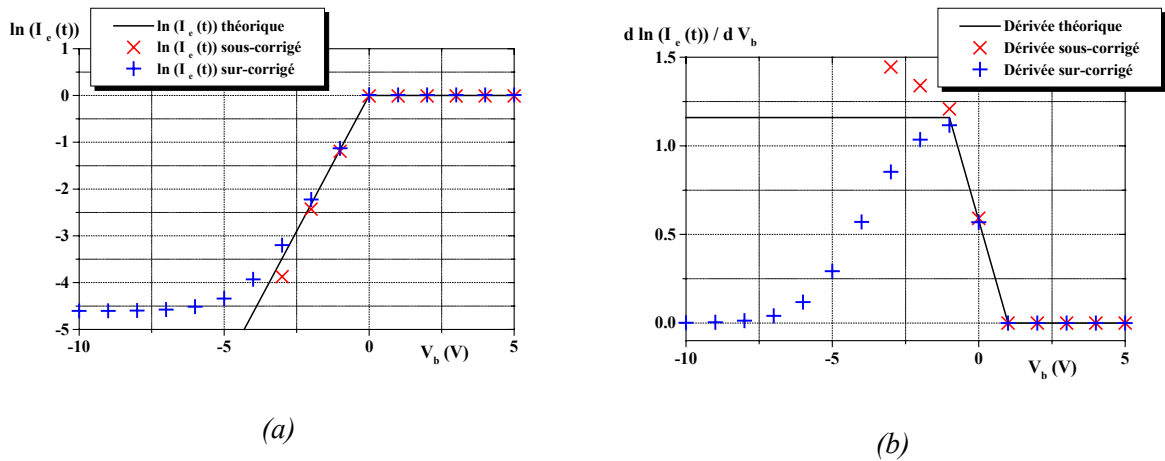 ln (I e (t))
ln (I e (t)) théorique
ln (I e (t)) sous-corrigé
ln (I e (t)) sur-corrigé
1
0
-1
-2
-3
-4
-5
-10
-5
0
5
V b (V)
(a)
d ln (I e (t)) / d V b
Dérivée théorique
Dérivée sous-corrigé
Dérivée sur-corrigé
1.5
1.0
0.5
0.0
-10
-5
0
5
V b (V)
(b)